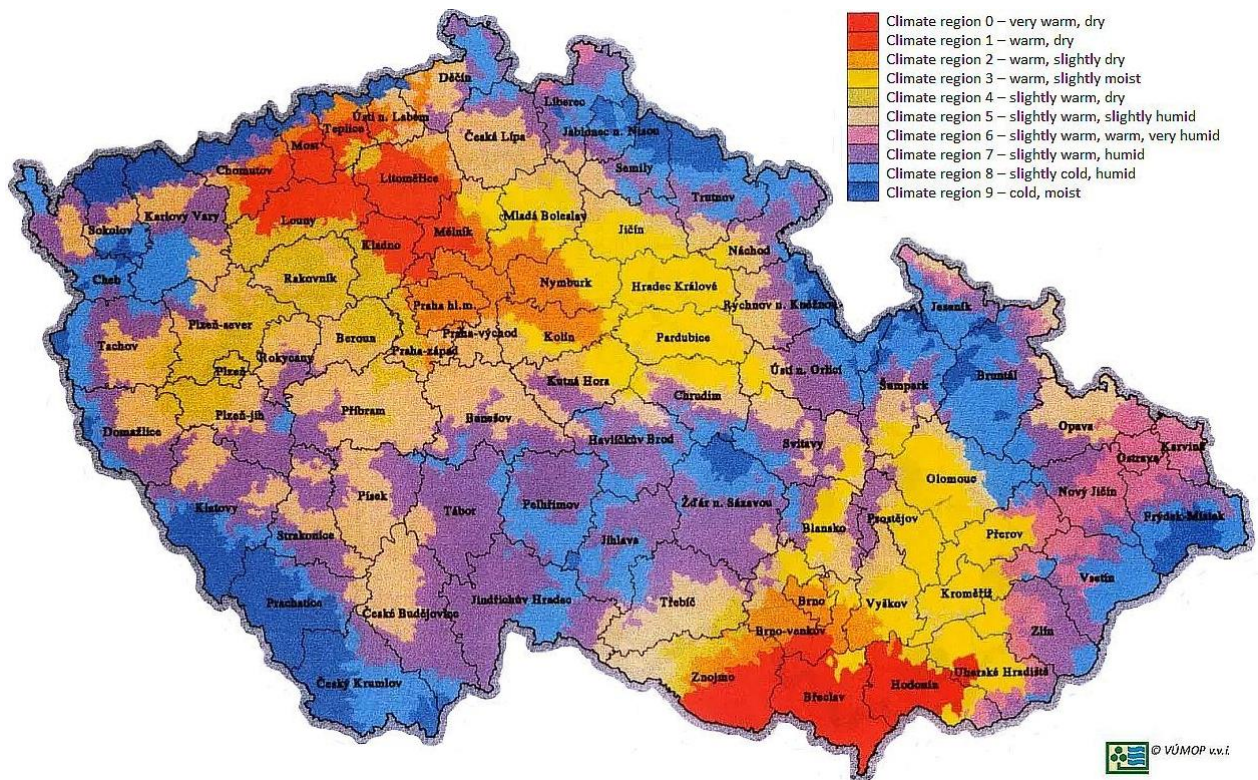 Climate region 0 – very warm, dry
Climate region 1 – warm, dry
Climate region 2 – warm, slightly dry
Climate region 3 – warm, slightly moist
Climate region 4 – slightly warm, dry
Climate region 5 – slightly warm, slightly humid
Climate region 6 – slightly warm, warm, very humid
Climate region 7 – slightly warm, humid
Climate region 8 – slightly cold, humid
Climate region 9 – cold, moist
Děčín
Liberec
Ústí n. Labem
Teplice
Jablonec n. Nisou
Česká Lípa
Most
Semily
Chomutov
Litoměřice
Trutnov
Karlovy Vary
Mladá Boleslav
Louny
Sokolov
Mělník
Jičín
Kladno
Náchod
Cheb
Rakovník
Nymburk
Hradec Králové
Praha hl.m.
Rychnov n. Kněžnou
Jeseník
Plzeň-sever
Praha-východ
Beroun
Kolín
Pardubice
Tachov
Rokycany
Praha-západ
Plzeň
Ústí n. Orlicí
Bruntál
Kutná Hora
Šumpark
Chrudim
Příbram
Plzeň-jih
Benešov
Opava
Domažlice
Havlíčkův Brod
Svitavy
Karviná
Ostrava
Olomouc
Nový Jičín
Písek
Klatovy
Tábor
Pelhřimov
Žďár n. Sázavou
Prostějov
Frýdek-Místek
Blansko
Strakonice
Jihlava
Přerov
Vsetín
Prachatice
Jindřichův Hradec
Třebíč
Brno
Kroměříž
České Budějovice
Vyškov
Brno-venkov
Zlín
Uherské Hradiště
Znojmo
Český Krumlov
Hodonín
Břeclav
© VÚMOP v.v.i.